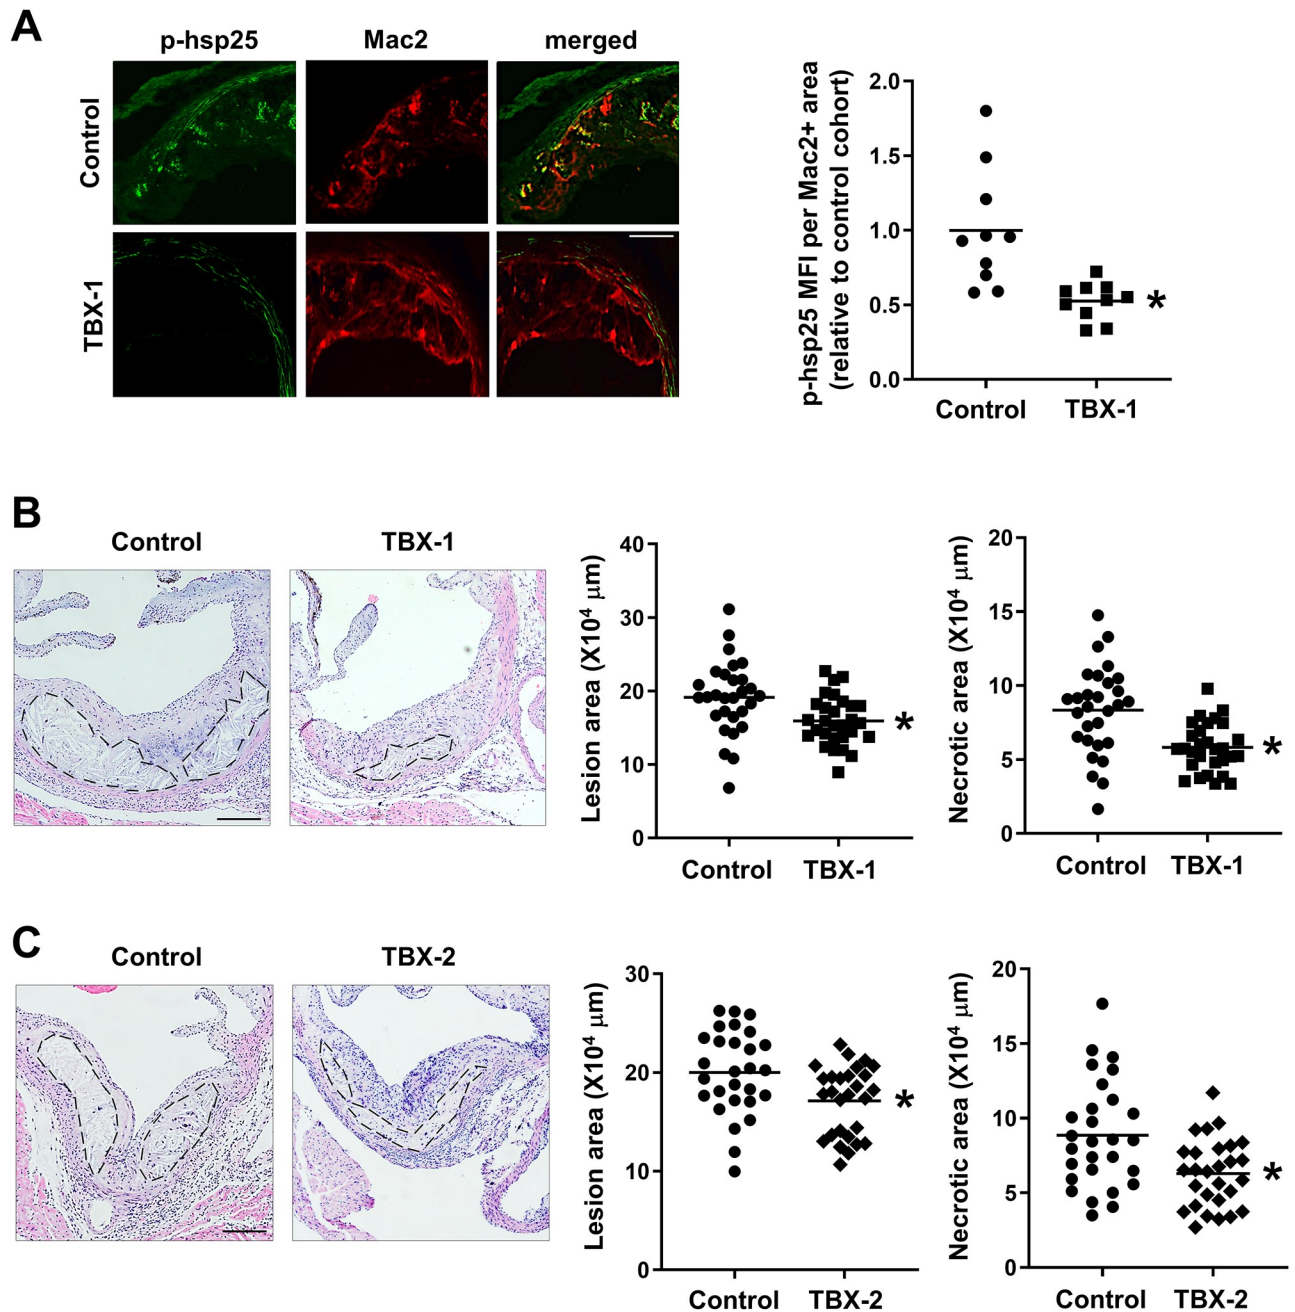 A
p-hsp25 Mac2 merged
Control
TBX-1
p-hsp25 MFI per Mac2+ area
(relative to control cohort)
2.0
1.5
1.0
0.5
0.0
*
Control TBX-1
B
Control TBX-1
Lesion area (X10⁴ μm)
40
30
20
10
0
*
Control TBX-1
Necrotic area (X10⁴ μm)
20
15
10
5
0
*
Control TBX-1
C
Control TBX-2
Lesion area (X10⁴ μm)
30
20
10
0
*
Control TBX-2
Necrotic area (X10⁴ μm)
20
15
10
5
0
*
Control TBX-2